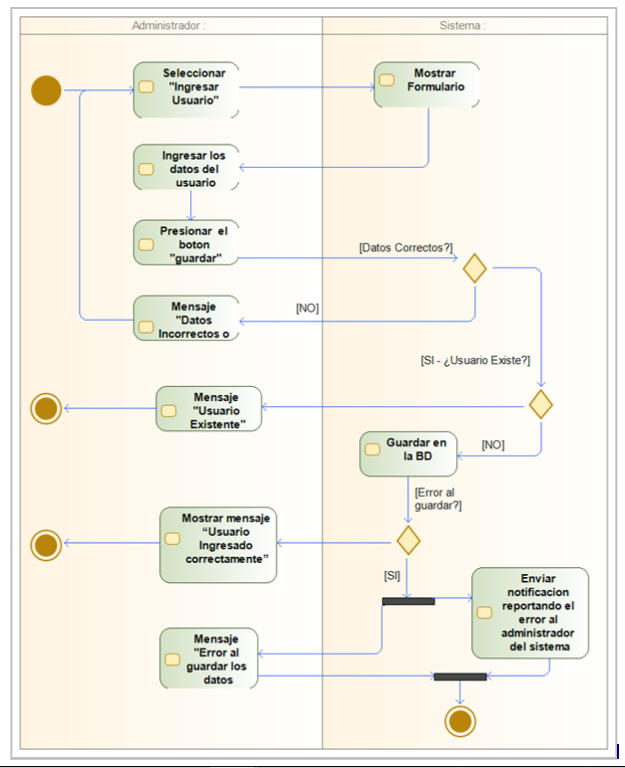 Administrador :
Sistema :
Seleccionar
"Ingresar
Usuario"
Mostrar
Formulario
Ingresar los
datos del
usuario
Presionar el
boton
"guardar"
[Datos Correctos?]
Mensaje
"Datos
Incorrectos o
[NO]
[SI - ¿Usuario Existe?]
Mensaje
"Usuario
Existente"
Guardar en
la BD
[NO]
[Error al
guardar?]
Mostrar mensaje
“Usuario
Ingresado
correctamente”
[SI]
Enviar
notificacion
reportando el
error al
administrador
del sistema
Mensaje
"Error al
guardar los
datos